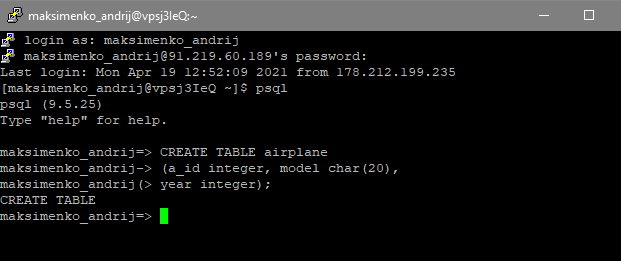 maksimenko_andrij@vpsj3IeQ:~
login as: maksimenko_andrij
maksimenko_andrij@91.219.60.189's password:
Last login: Mon Apr 19 12:52:09 2021 from 178.212.199.235
[maksimenko_andrij@vpsj3IeQ ~]$ psql
psql (9.5.25)
Type "help" for help.
maksimenko_andrij=> CREATE TABLE airplane
maksimenko_andrij-> (a_id integer, model char(20),
maksimenko_andrij(> year integer);
CREATE TABLE
maksimenko_andrij=>